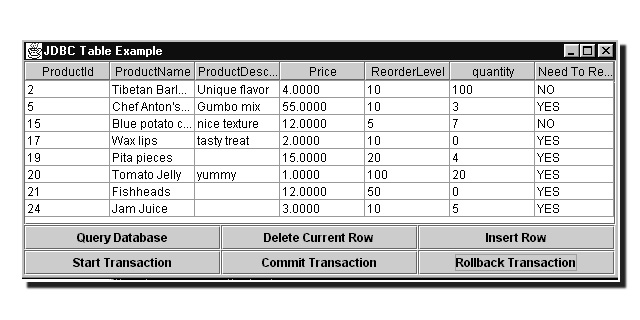 JDBC Table Example
ProductId ProductName ProductDesc... Price ReorderLevel quantity Need To Re...
2 Tibetan Barl... Unique flavor 4.0000 10 100 NO
5 Chef Anton's... Gumbo mix 55.0000 10 3 YES
15 Blue potato c... nice texture 12.0000 5 7 NO
17 Wax lips tasty treat 2.0000 10 0 YES
19 Pita pieces 15.0000 20 4 YES
20 Tomato Jelly yummy 1.0000 100 20 YES
21 Fishheads 12.0000 50 0 YES
24 Jam Juice 3.0000 10 5 YES
Query Database Delete Current Row Insert Row
Start Transaction Commit Transaction Rollback Transaction